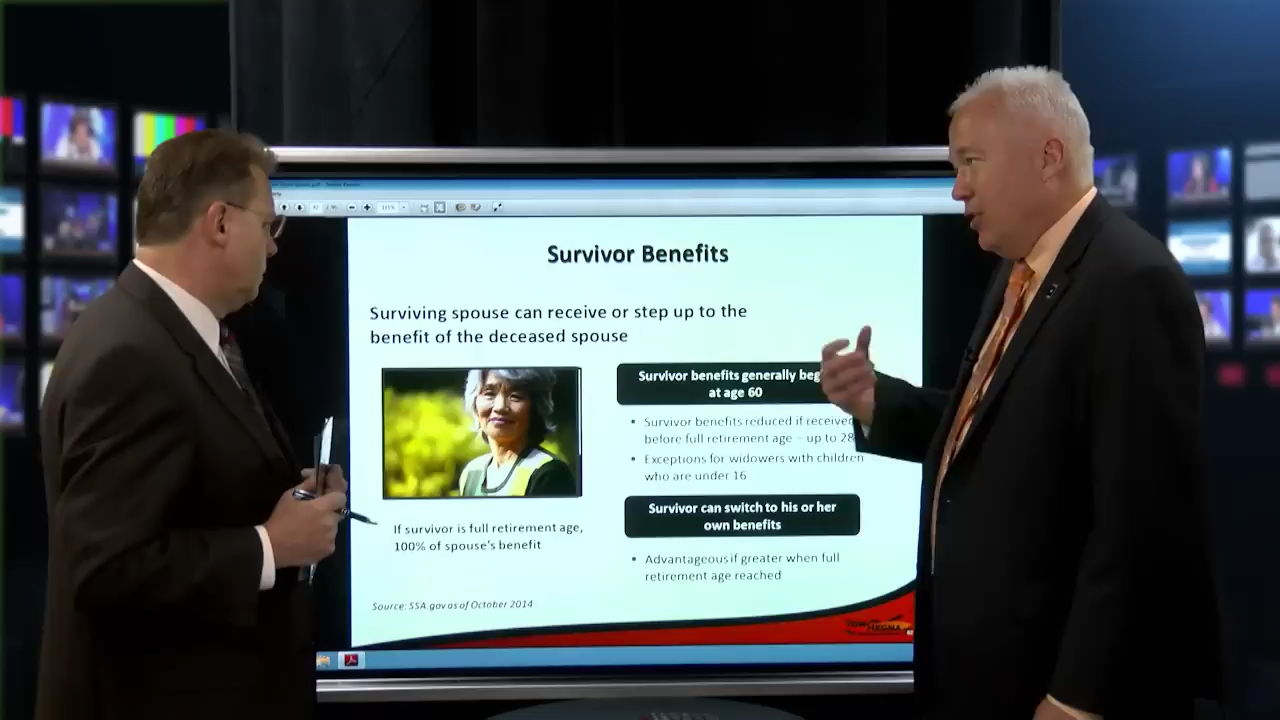 Survivor Benefits
Surviving spouse can receive or step up to the
benefit of the deceased spouse
Survivor benefits generally beg
at age 60
Survivor benefits reduced if received
before full retirement age – up to 28
Exceptions for widowers with children
who are under 16
Survivor can switch to his or her
own benefits
If survivor is full retirement age,
100% of spouse's benefit
Advantageous if greater when full
retirement age reached
Source: SSA.gov as of October 2014